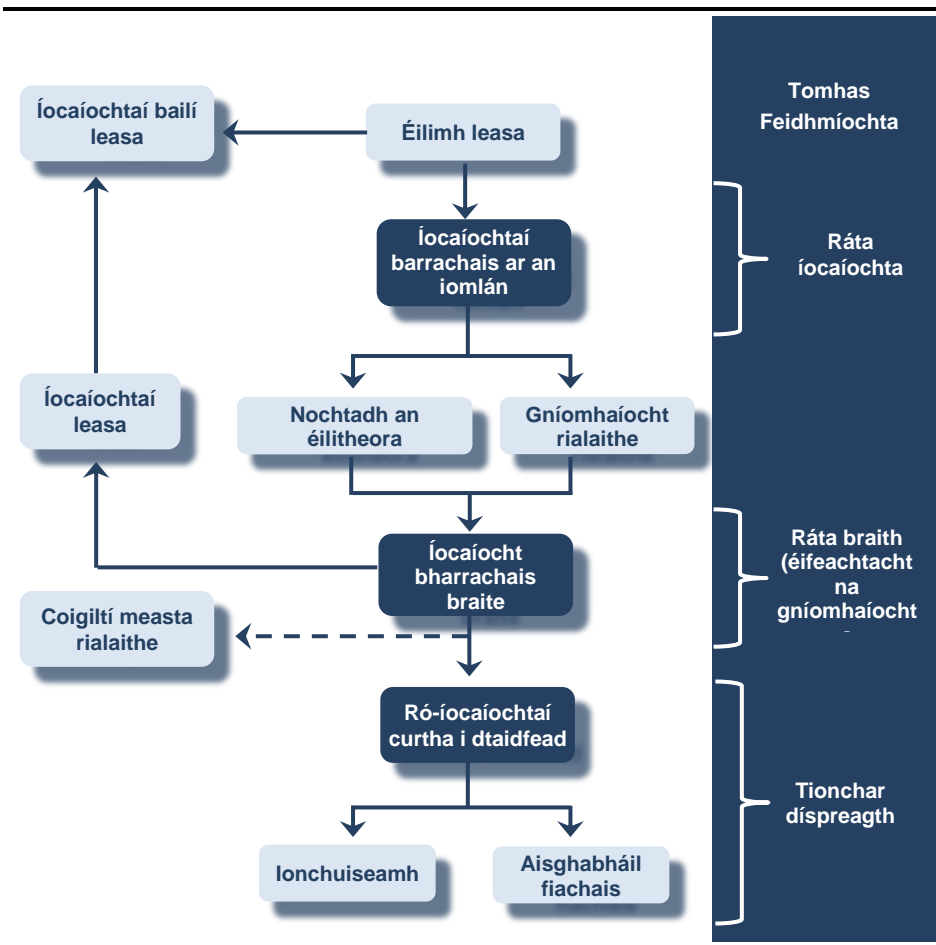 Íocaíochtaí bailí
leasa
Éilimh leasa
Tomhas
Feidhmíochta
Íocaíochtaí
barrachais ar an
iomlán
Ráta
íocaíochta
Íocaíochtaí
leasa
Nochtadh an
éilitheora
Gníomhaíocht
rialaithe
Íocaíocht
bharrachais
braite
Ráta braith
(éifeachtacht
na
gníomhaíocht
Coigiltí measta
rialaithe
Ró-íocaíochtaí
curtha i dtaidfead
Tionchar
díspreagth
Ionchuiseamh
Aisghabháil
fiachais